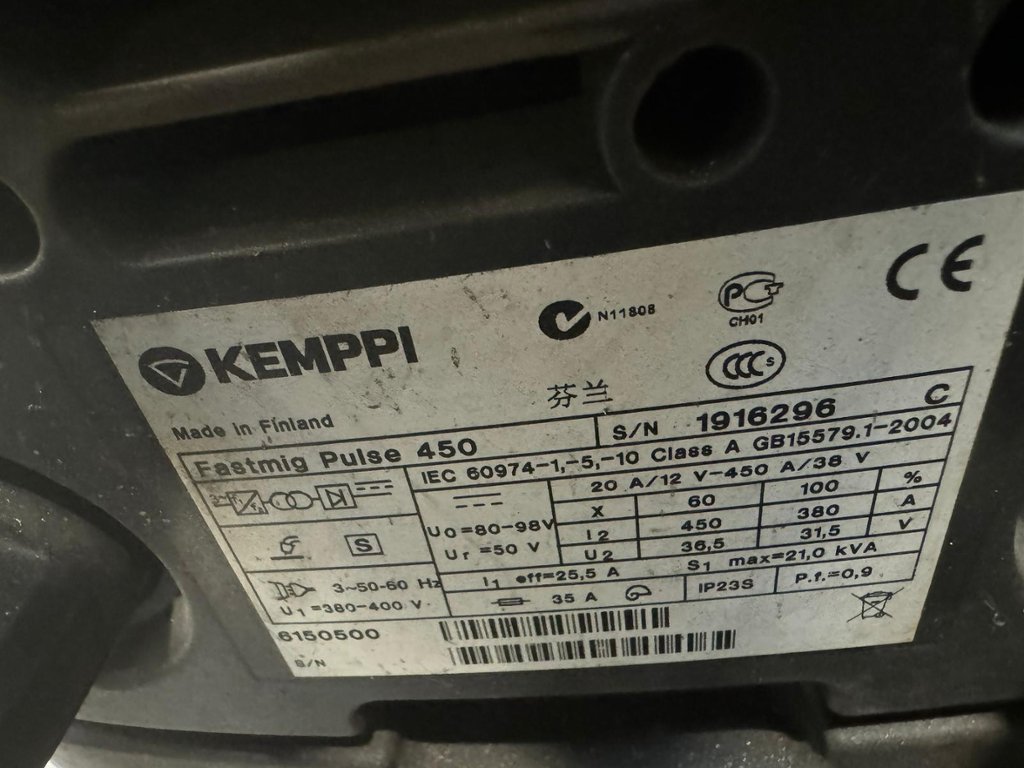 KEMPPI
N11808
PCT
CH01
CE
CCC S
芬兰
Made in Finland
S/N 1916296 C
Fastmig Pulse 450
IEC 60974-1,-5,-10 Class A GB15579.1-2004
20 A/12 V-450 A/38 V
X 60 100 %
I2 450 380 A
U2 36,5 31,5 V
U0=80-98V
Ur =50 V
S
3~50-60 Hz
U1 =380-400 V
I1 eff=25,5 A S1 max=21,0 kVA
35 A IP23S P.f.=0,9
6150500
S/N